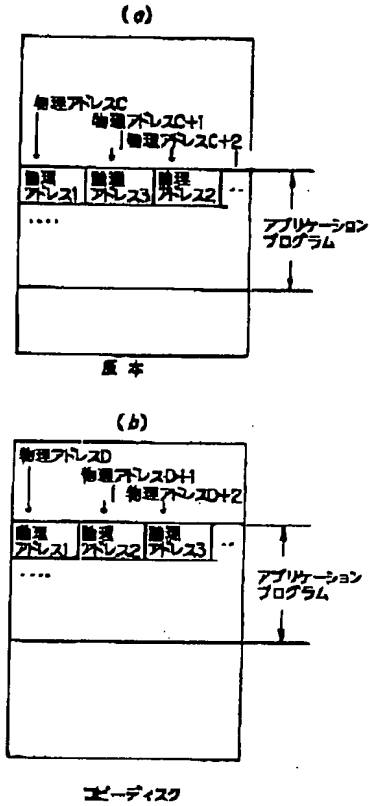 (a)
物理アドレスC
物理アドレスC+1
物理アドレスC+2
論理
アドレス1
論理
アドレス3
論理
アドレス2
‥
‥‥
アプリケーション
プログラム
原本
(b)
物理アドレスD
物理アドレスD+1
物理アドレスD+2
論理
アドレス1
論理
アドレス2
論理
アドレス3
‥
‥‥
アプリケーション
プログラム
コピーディスク